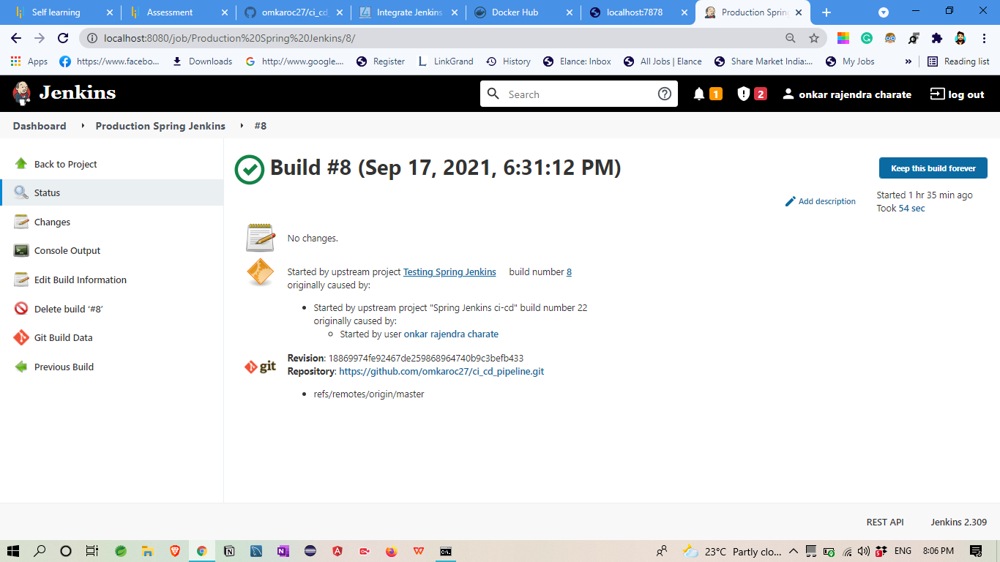 Self learning
Assessment
omkaroc27/ci_cd_
Integrate Jenkins
Docker Hub
localhost:7878
Production Spring
localhost:8080/job/Production%20Spring%20Jenkins/8/
Apps
https://www.facebo...
Downloads
http://www.google....
Register
LinkGrand
History
Elance: Inbox
All Jobs | Elance
Share Market India:...
My Jobs
»
Reading list
Jenkins
Search
1
2
onkar rajendra charate
log out
Dashboard
Production Spring Jenkins
#8
Back to Project
Status
Changes
Console Output
Edit Build Information
Delete build ‘#8’
Git Build Data
Previous Build
Build #8 (Sep 17, 2021, 6:31:12 PM)
Keep this build forever
Add description
Started 1 hr 35 min ago
Took 54 sec
No changes.
Started by upstream project Testing Spring Jenkins build number 8
originally caused by:
Started by upstream project "Spring Jenkins ci-cd" build number 22
originally caused by:
Started by user onkar rajendra charate
git
Revision: 18869974fe92467de259868964740b9c3befb433
Repository: https://github.com/omkaroc27/ci_cd_pipeline.git
refs/remotes/origin/master
REST API
Jenkins 2.309
23°C Partly clo...
ENG
8:06 PM